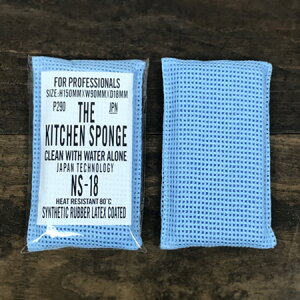 FOR PROFESSIONALS
SIZE:H150MM×W90MM×D18MM
P290 JPN
THE
KITCHEN SPONGE
CLEAN WITH WATER ALONE
JAPAN TECHNOLOGY
NS-18
HEAT RESISTANT 80°C
SYNTHETIC RUBBER LATEX COATED